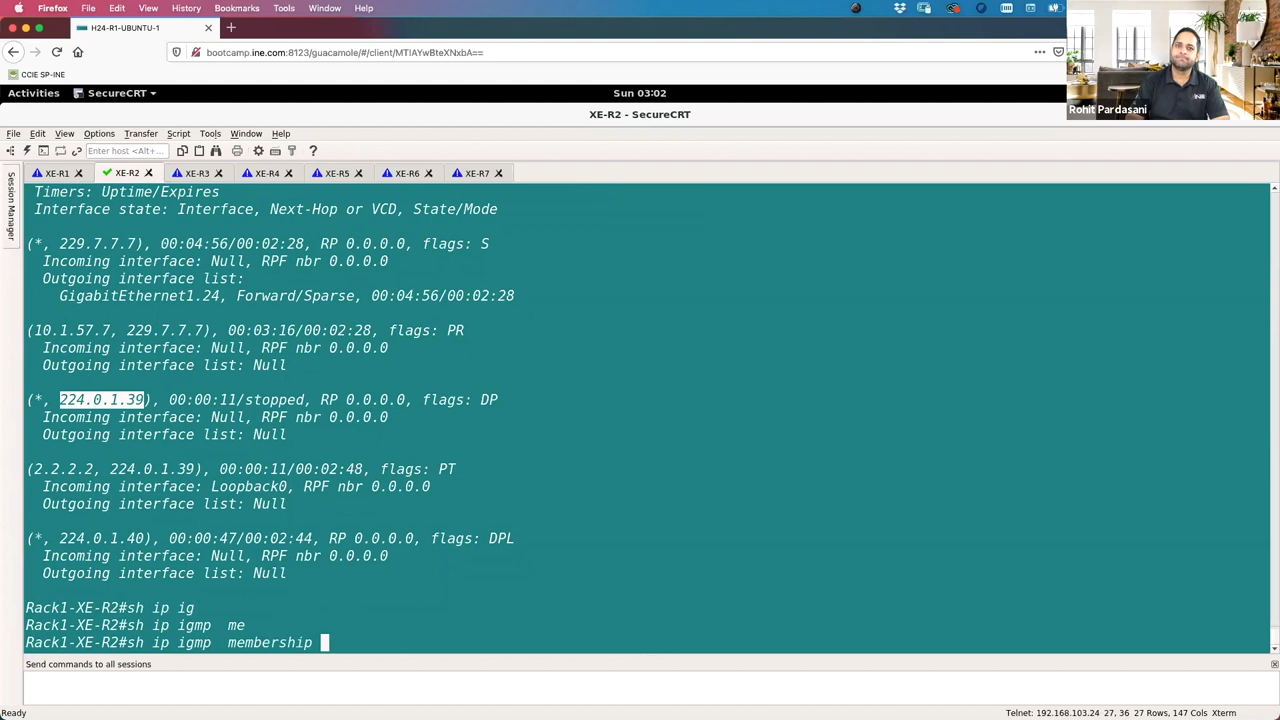 Firefox File Edit View History Bookmarks Tools Window Help
H24-R1-UBUNTU-1
bootcamp.ine.com:8123/guacamole/#/client/MTIAYwBteXNxbA==
CCIE SP-INE
Activities SecureCRT Sun 03:02
Rohit Pardasani
XE-R2 - SecureCRT
File Edit View Options Transfer Script Tools Window Help
Enter host <Alt+...
XE-R1 XE-R2 XE-R3 XE-R4 XE-R5 XE-R6 XE-R7
Session Manager
Timers: Uptime/Expires
Interface state: Interface, Next-Hop or VCD, State/Mode
(*, 229.7.7.7), 00:04:56/00:02:28, RP 0.0.0.0, flags: S
Incoming interface: Null, RPF nbr 0.0.0.0
Outgoing interface list:
GigabitEthernet1.24, Forward/Sparse, 00:04:56/00:02:28
(10.1.57.7, 229.7.7.7), 00:03:16/00:02:28, flags: PR
Incoming interface: Null, RPF nbr 0.0.0.0
Outgoing interface list: Null
(*, 224.0.1.39), 00:00:11/stopped, RP 0.0.0.0, flags: DP
Incoming interface: Null, RPF nbr 0.0.0.0
Outgoing interface list: Null
(2.2.2.2, 224.0.1.39), 00:00:11/00:02:48, flags: PT
Incoming interface: Loopback0, RPF nbr 0.0.0.0
Outgoing interface list: Null
(*, 224.0.1.40), 00:00:47/00:02:44, RP 0.0.0.0, flags: DPL
Incoming interface: Null, RPF nbr 0.0.0.0
Outgoing interface list: Null
Rack1-XE-R2#sh ip ig
Rack1-XE-R2#sh ip igmp me
Rack1-XE-R2#sh ip igmp membership
Send commands to all sessions
Ready Telnet: 192.168.103.24 27, 36 27 Rows, 147 Cols Xterm